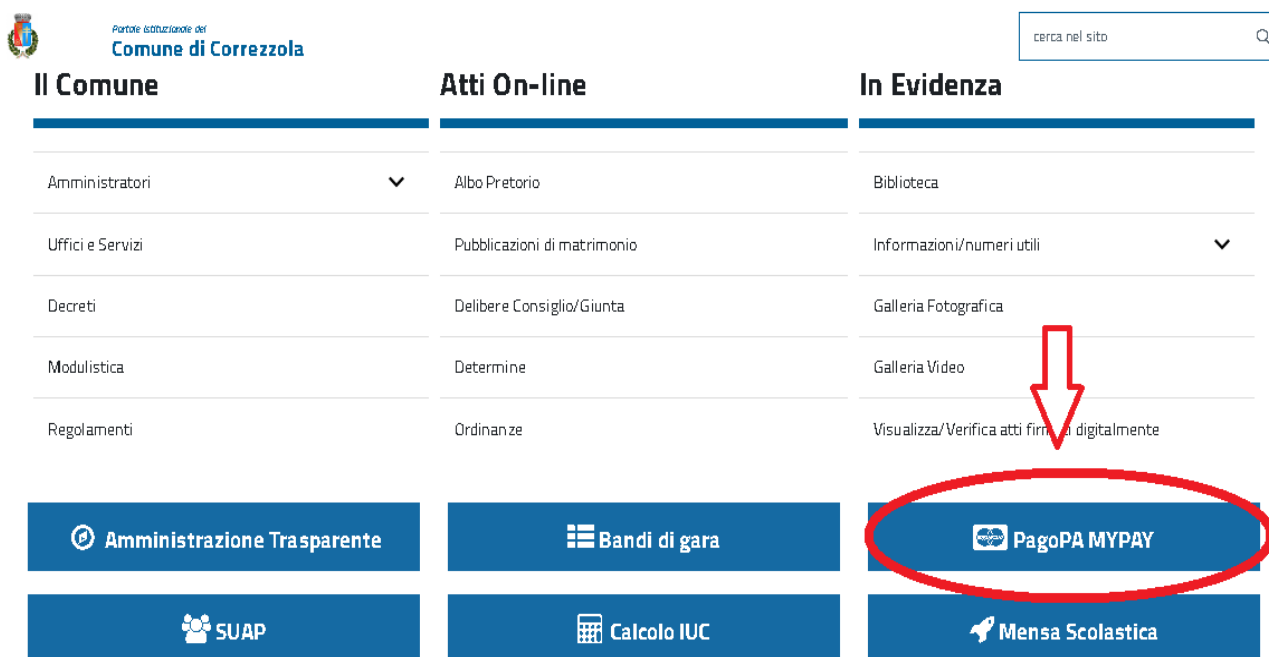 Portale istituzionale del
Comune di Correzzola
cerca nel sito
Il Comune
Amministratori
Uffici e Servizi
Decreti
Modulistica
Regolamenti
Atti On-line
Albo Pretorio
Pubblicazioni di matrimonio
Delibere Consiglio/Giunta
Determine
Ordinanze
In Evidenza
Biblioteca
Informazioni/numeri utili
Galleria Fotografica
Galleria Video
Visualizza/Verifica atti digitalmente
Amministrazione Trasparente
Bandi di gara
PagoPA MYPAY
SUAP
Calcolo IUC
Mensa Scolastica